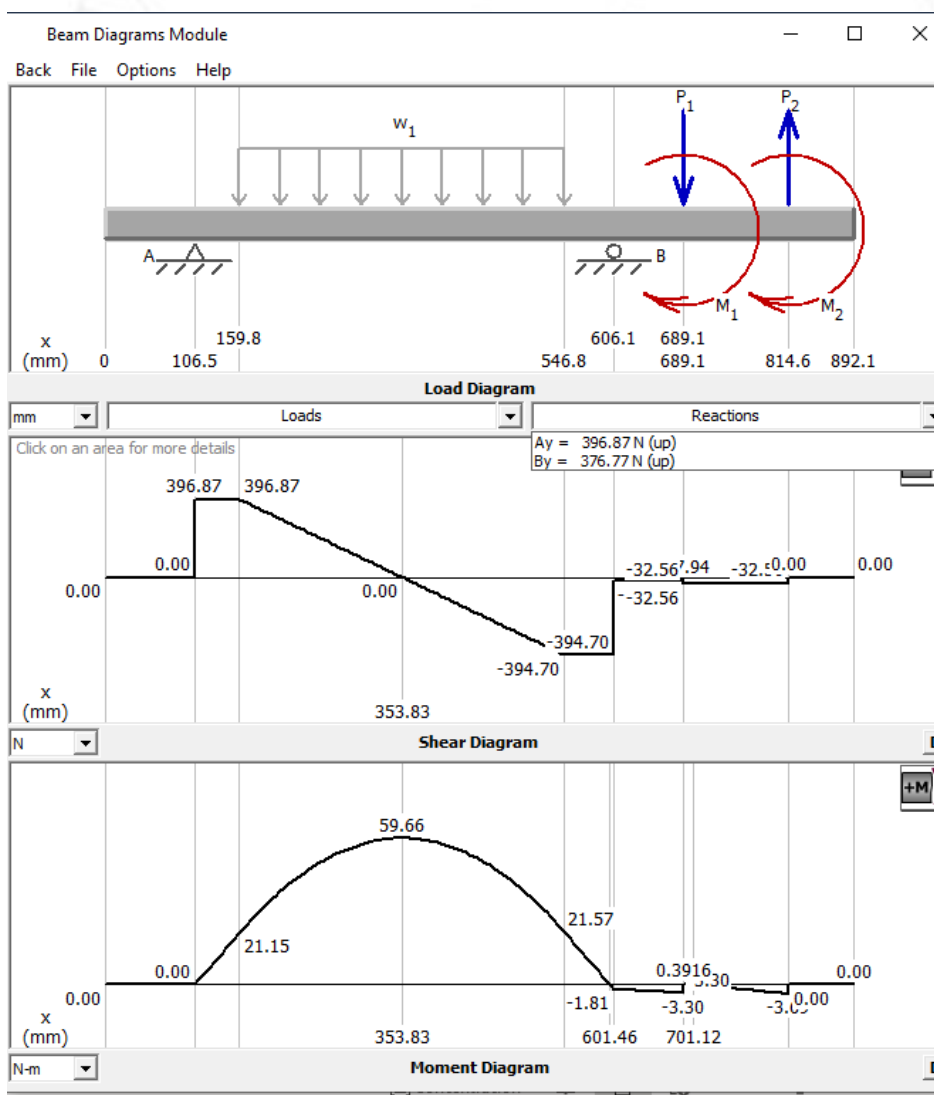 Beam Diagrams Module
Back File Options Help
P1 P2
w1
A B
M1 M2
159.8 606.1 689.1
x
(mm) 0 106.5 546.8 689.1 814.6 892.1
Load Diagram
mm Loads Reactions
Click on an area for more details
Ay = 396.87 N (up)
By = 376.77 N (up)
396.87 396.87
0.00 -32.56 7.94 0.00 0.00
0.00 0.00 --32.56
-394.70
-394.70
x
(mm) 353.83
N Shear Diagram
+M
59.66
21.57
21.15
0.00 0.3916 0.00
0.00 -1.81 -3.30 0.00
x
(mm) 353.83 601.46 701.12
N-m Moment Diagram